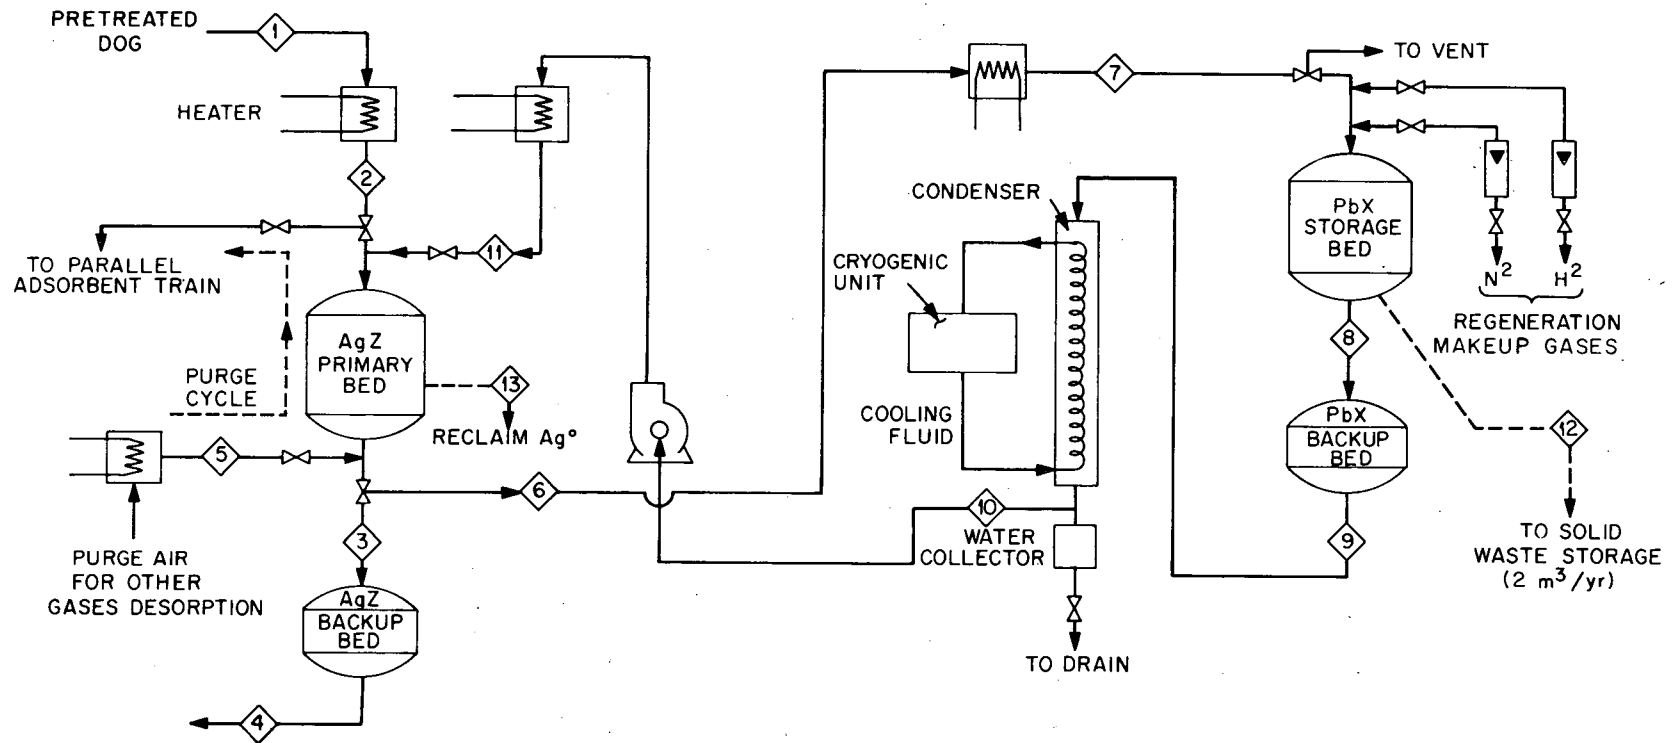 PRETREATED
DOG
1
HEATER
2
11
TO PARALLEL
ADSORBENT TRAIN
AgZ
PRIMARY
BED
PURGE
CYCLE
13
RECLAIM Ag°
5
6
3
PURGE AIR
FOR OTHER
GASES DESORPTION
AgZ
BACKUP
BED
4
7
TO VENT
CONDENSER
CRYOGENIC
UNIT
COOLING
FLUID
10
WATER
COLLECTOR
TO DRAIN
PbX
STORAGE
BED
N²
H²
REGENERATION
MAKEUP GASES
8
PbX
BACKUP
BED
9
12
TO SOLID
WASTE STORAGE
(2 m³/yr)